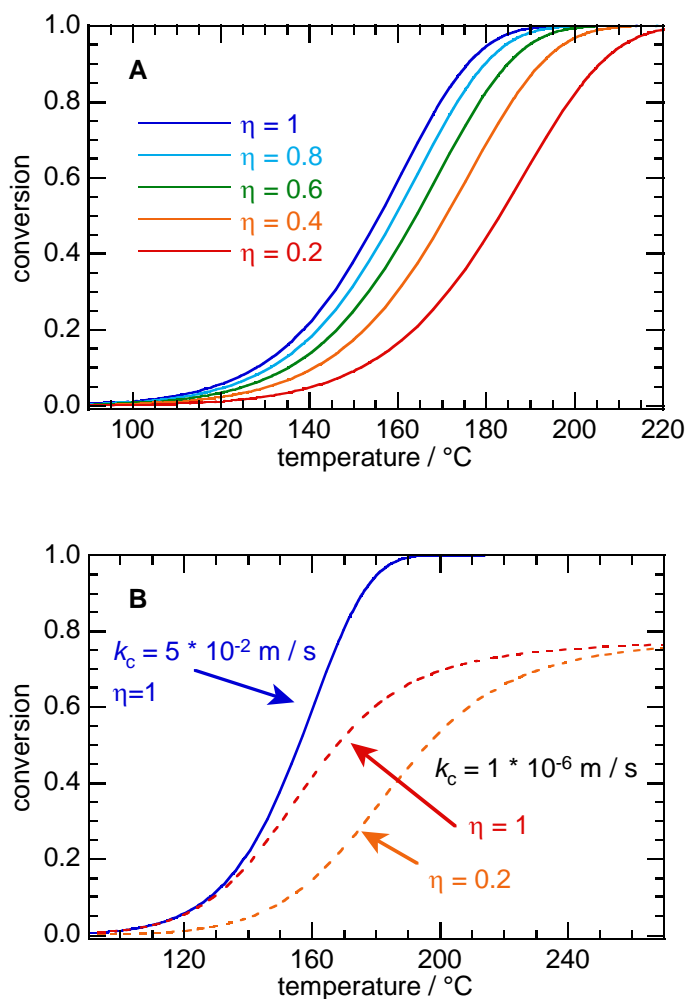 A
1.0
0.8
0.6
0.4
0.2
0.0
conversion
η = 1
η = 0.8
η = 0.6
η = 0.4
η = 0.2
100 120 140 160 180 200 220
temperature / °C
B
1.0
0.8
0.6
0.4
0.2
0.0
conversion
kc = 5 * 10-2 m / s
η=1
kc = 1 * 10-6 m / s
η = 1
η = 0.2
120 160 200 240
temperature / °C